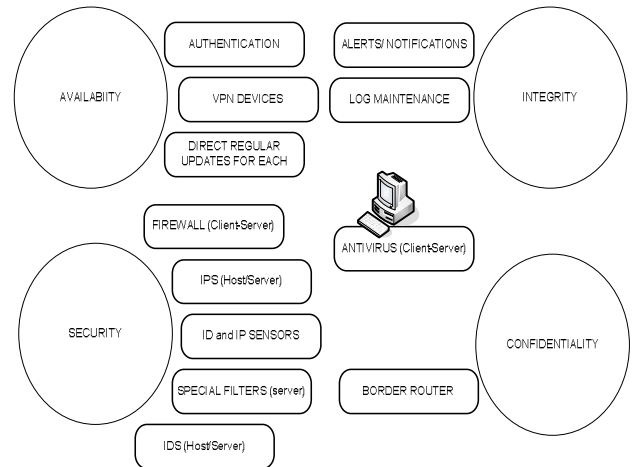 AUTHENTICATION
ALERTS/ NOTIFICATIONS
AVAILABIITY
VPN DEVICES
LOG MAINTENANCE
INTEGRITY
DIRECT REGULAR
UPDATES FOR EACH
FIREWALL (Client-Server)
ANTIVIRUS (Client-Server)
IPS (Host/Server)
SECURITY
ID and IP SENSORS
CONFIDENTIALITY
SPECIAL FILTERS (server)
BORDER ROUTER
IDS (Host/Server)